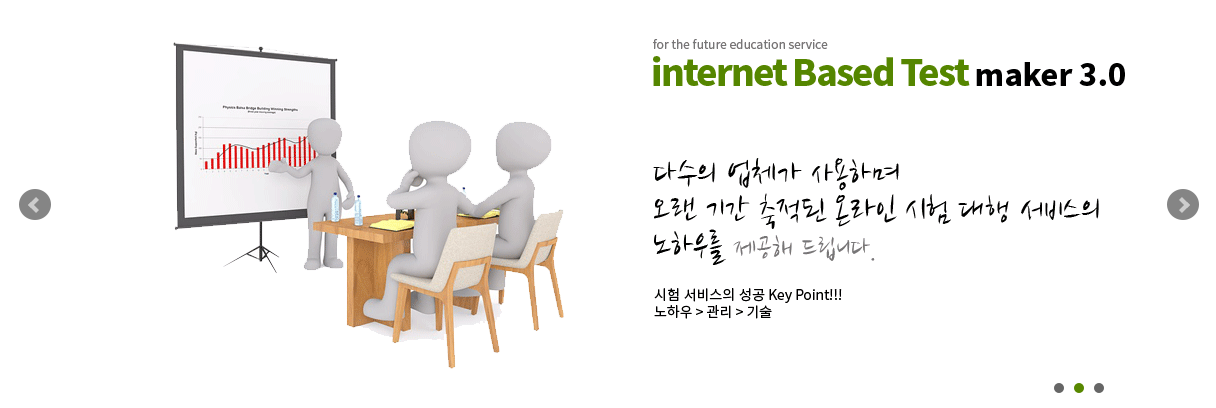 for the future education service
internet Based Test maker 3.0
다수의 업체가 사용하며
오랜 기간 축적된 온라인 시험 대행 서비스의
노하우를 제공해 드립니다.
시험 서비스의 성공 Key Point!!!
노하우 > 관리 > 기술